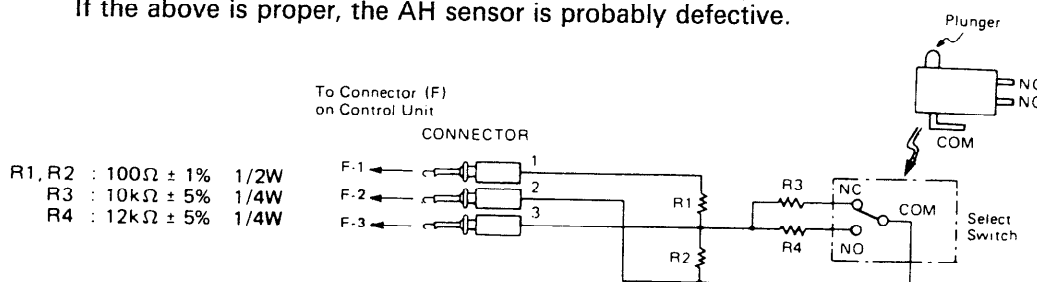 If the above is proper, the AH sensor is probably defective.
Plunger
NO
NO
COM
To Connector (F)
on Control Unit
CONNECTOR
R1, R2 : 100Ω ± 1% 1/2W
R3 : 10kΩ ± 5% 1/4W
R4 : 12kΩ ± 5% 1/4W
F-1
1
F-2
2
F-3
3
R1
R2
R3
R4
NC
COM
NO
Select
Switch